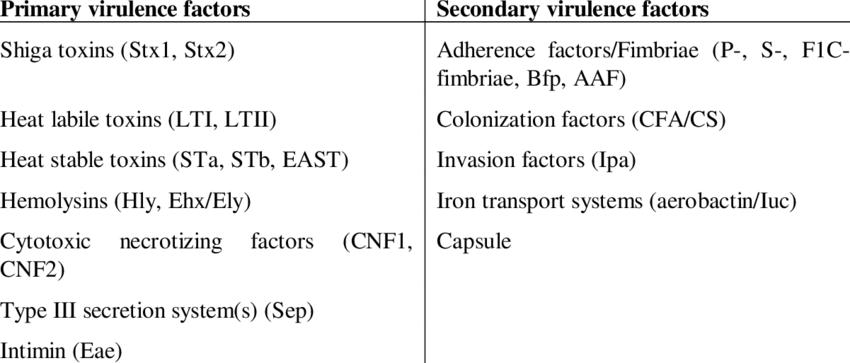 Primary virulence factors
Secondary virulence factors
Shiga toxins (Stx1, Stx2)
Adherence factors/Fimbriae (P-, S-, F1C-
fimbriae, Bfp, AAF)
Heat labile toxins (LTI, LTII)
Colonization factors (CFA/CS)
Heat stable toxins (STa, STb, EAST)
Invasion factors (Ipa)
Hemolysins (Hly, Ehx/Ely)
Iron transport systems (aerobactin/Iuc)
Cytotoxic necrotizing factors (CNF1,
CNF2)
Capsule
Type III secretion system(s) (Sep)
Intimin (Eae)